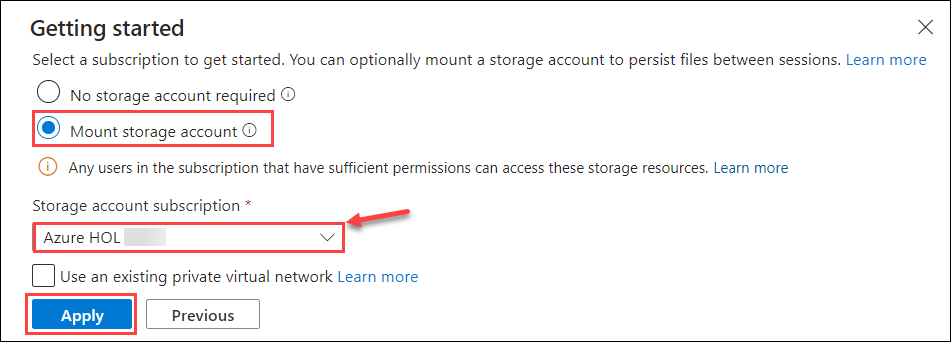 Getting started
Select a subscription to get started. You can optionally mount a storage account to persist files between sessions. Learn more
No storage account required
Mount storage account
Any users in the subscription that have sufficient permissions can access these storage resources. Learn more
Storage account subscription *
Azure HOL
Use an existing private virtual network Learn more
Apply Previous